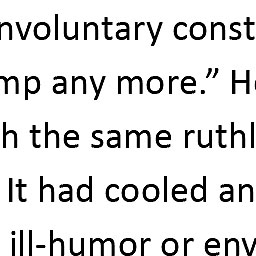 nvoluntary const
mp any more.” He
h the same ruthl
It had cooled an
ill-humor or env